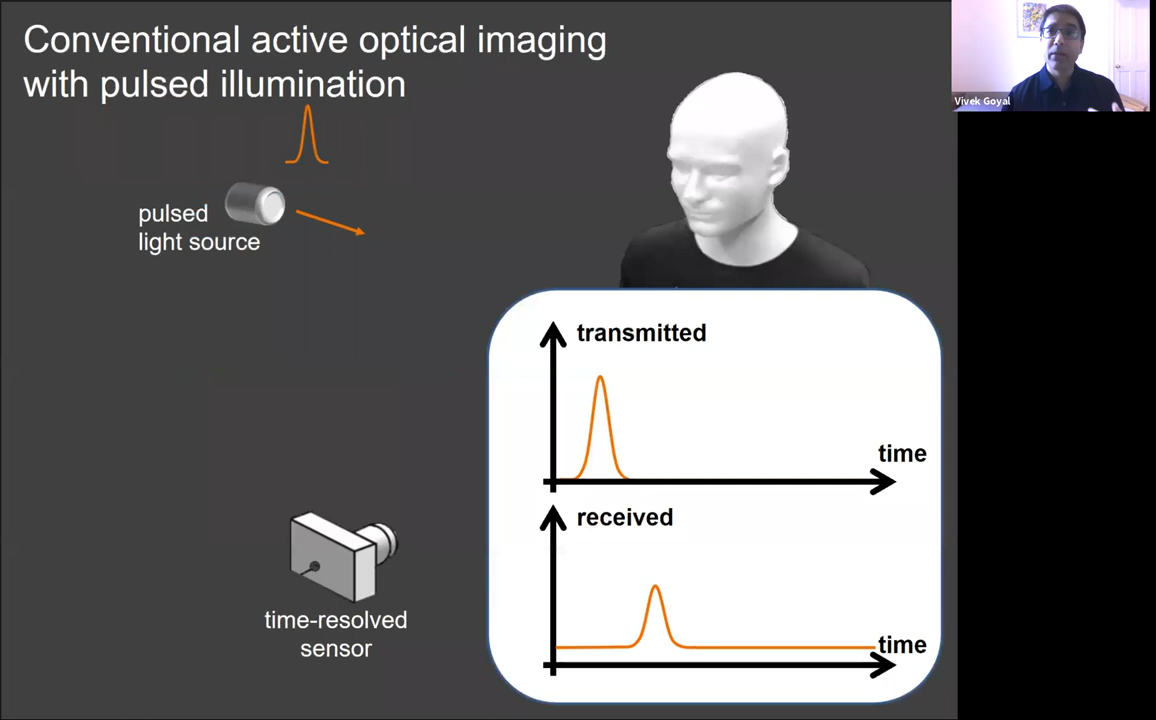 Conventional active optical imaging
with pulsed illumination
Vivek Goyal
pulsed
light source
transmitted
time
received
time
time-resolved
sensor